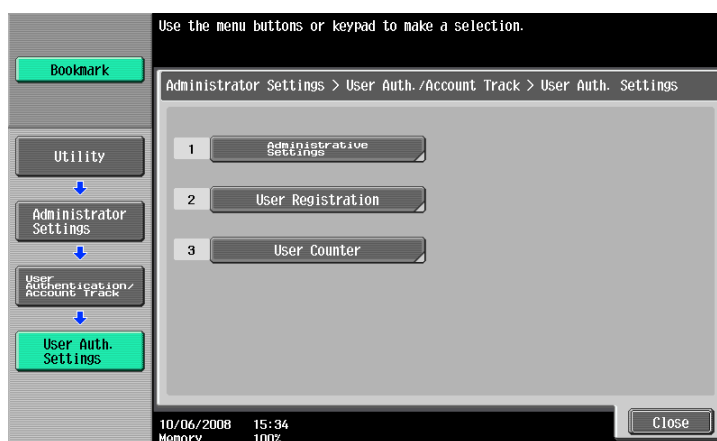 Use the menu buttons or keypad to make a selection.
Bookmark
Administrator Settings > User Auth./Account Track > User Auth. Settings
Utility
Administrator
Settings
User
Authentication/
Account Track
User Auth.
Settings
1 Administrative
Settings
2 User Registration
3 User Counter
Close
10/06/2008 15:34
Memory 100%